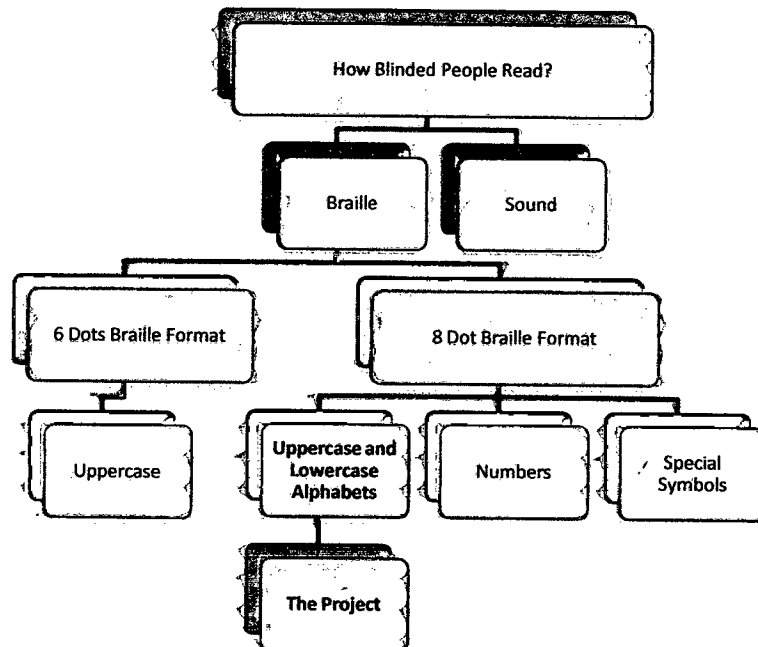 How Blinded People Read?
Braille
Sound
6 Dots Braille Format
8 Dot Braille Format
Uppercase
Uppercase and
Lowercase
Alphabets
Numbers
Special
Symbols
The Project